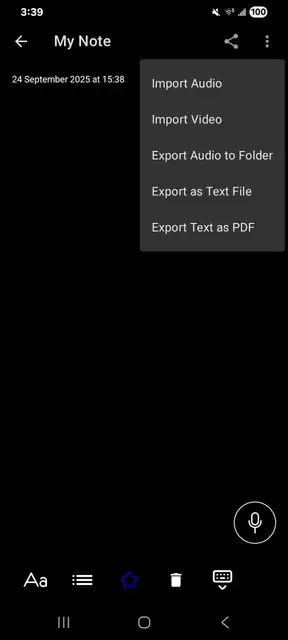 3:39
100
My Note
24 September 2025 at 15:38
Import Audio
Import Video
Export Audio to Folder
Export as Text File
Export Text as PDF
Aa